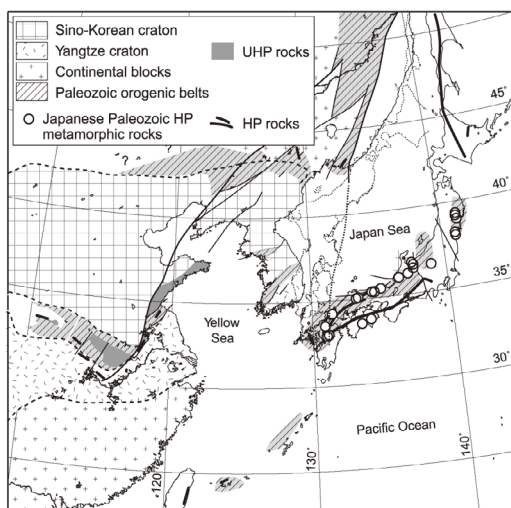 Sino-Korean craton
Yangtze craton
UHP rocks
Continental blocks
Paleozoic orogenic belts
Japanese Paleozoic HP
metamorphic rocks
HP rocks
?
?
45°
40°
Japan Sea
35°
Yellow
Sea
30°
Pacific Ocean
120°
130°
140°